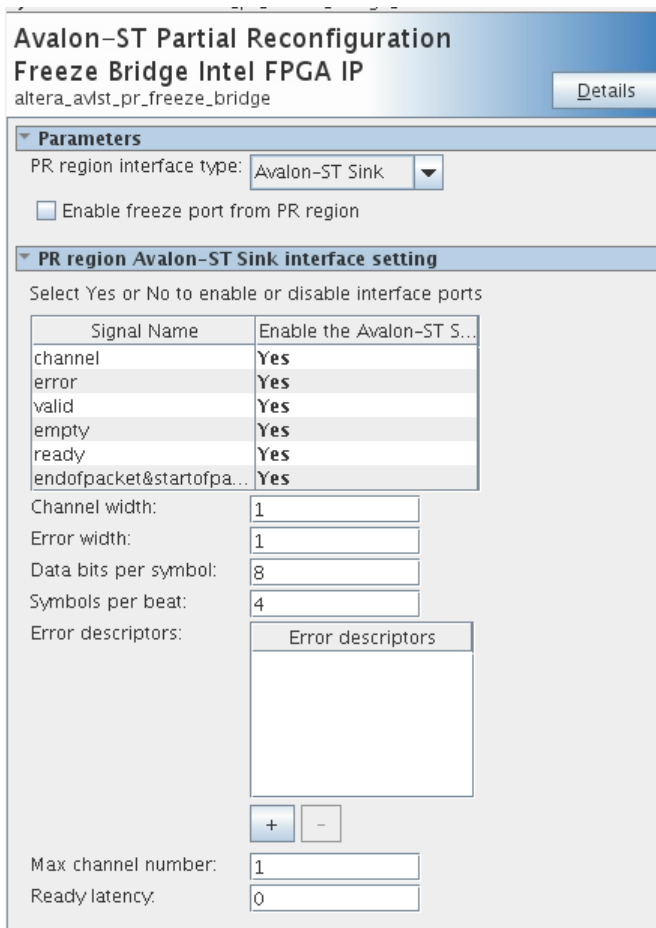 Avalon-ST Partial Reconfiguration
Freeze Bridge Intel FPGA IP
altera_avlst_pr_freeze_bridge
Details
Parameters
PR region interface type: Avalon-ST Sink
Enable freeze port from PR region
PR region Avalon-ST Sink interface setting
Select Yes or No to enable or disable interface ports
Signal Name Enable the Avalon-ST S...
channel Yes
error Yes
valid Yes
empty Yes
ready Yes
endofpacket&startofpa... Yes
Channel width: 1
Error width: 1
Data bits per symbol: 8
Symbols per beat: 4
Error descriptors: Error descriptors
+ -
Max channel number: 1
Ready latency: 0